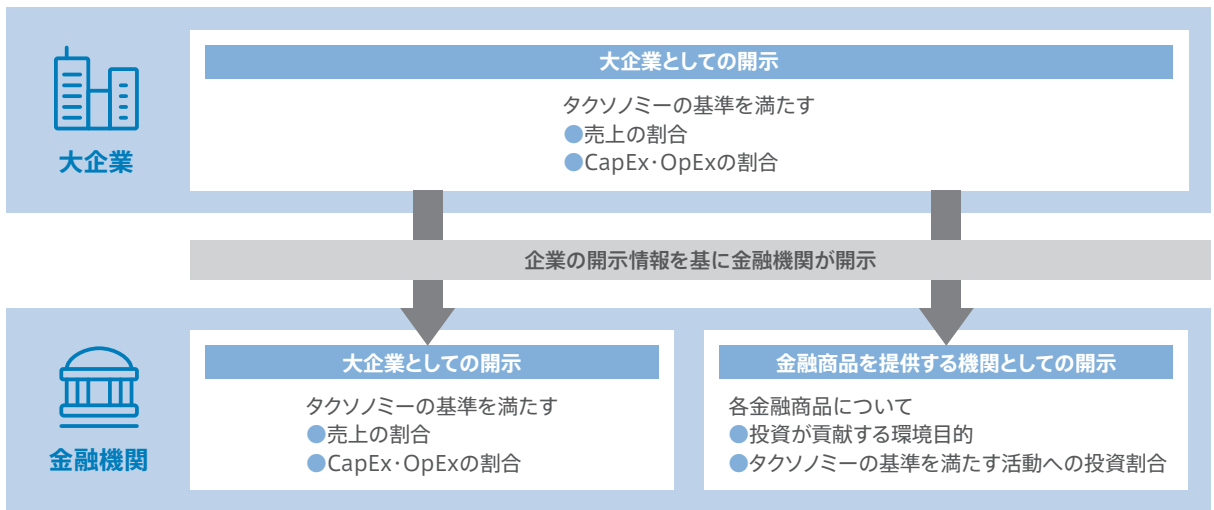 大企業
大企業としての開示
タクソノミーの基準を満たす
●売上の割合
●CapEx･OpExの割合
企業の開示情報を基に金融機関が開示
金融機関
大企業としての開示
タクソノミーの基準を満たす
●売上の割合
●CapEx･OpExの割合
金融商品を提供する機関としての開示
各金融商品について
●投資が貢献する環境目的
●タクソノミーの基準を満たす活動への投資割合